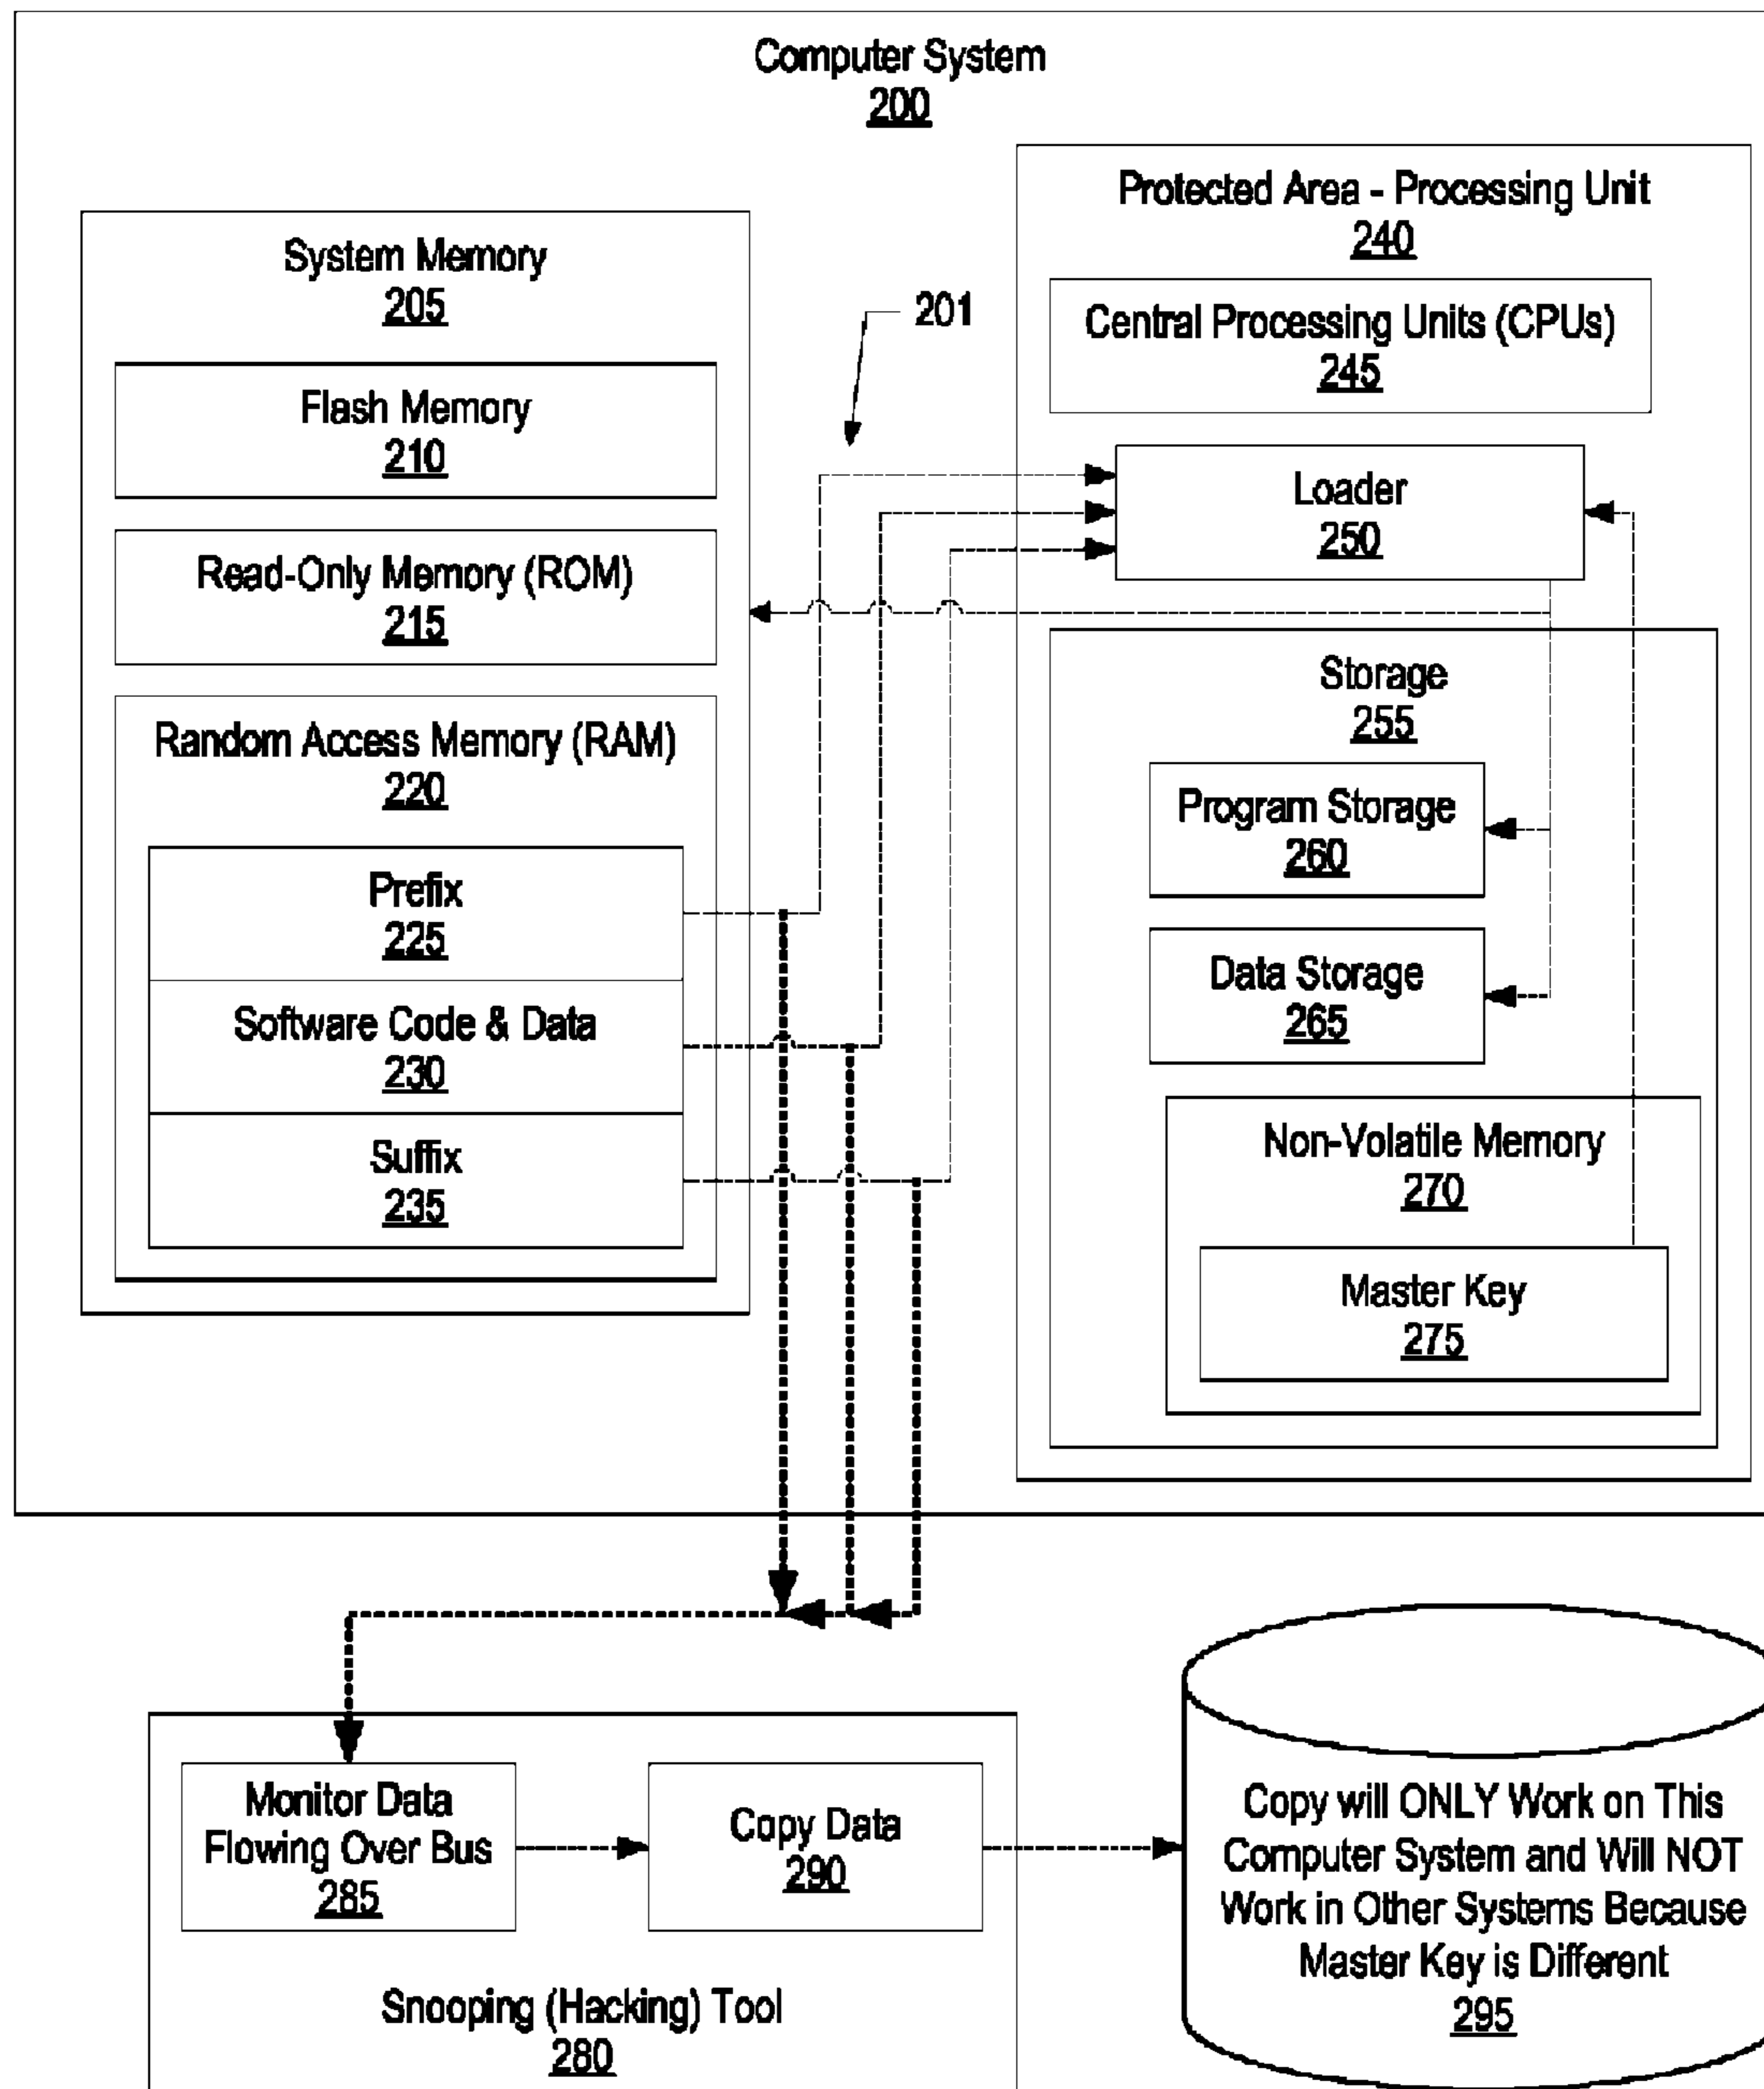 Computer System
200
System Memory
205
Flash Memory
210
Read-Only Memory (ROM)
215
Random Access Memory (RAM)
220
Prefix
225
Software Code & Data
230
Suffix
235
201
Protected Area - Processing Unit
240
Central Processing Units (CPUs)
245
Loader
250
Storage
255
Program Storage
260
Data Storage
265
Non-Volatile Memory
270
Master Key
275
Monitor Data
Flowing Over Bus
285
Copy Data
290
Snooping (Hacking) Tool
280
Copy will ONLY Work on This
Computer System and Will NOT
Work in Other Systems Because
Master Key is Different
295